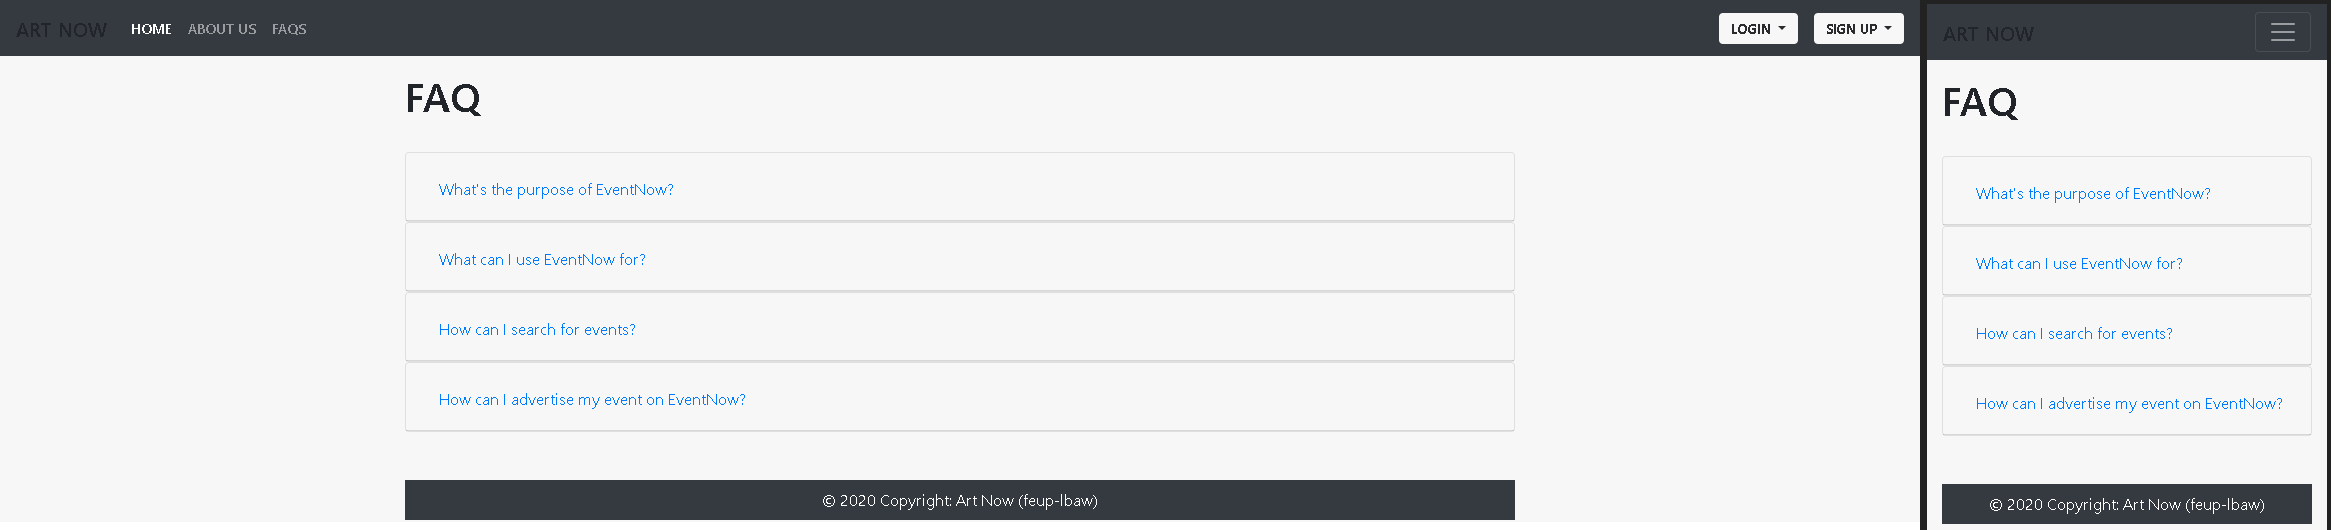 ART NOW HOME ABOUT US FAQS LOGIN SIGN UP
FAQ
What's the purpose of EventNow?
What can I use EventNow for?
How can I search for events?
How can I advertise my event on EventNow?
© 2020 Copyright: Art Now (feup-lbaw)
ART NOW
FAQ
What's the purpose of EventNow?
What can I use EventNow for?
How can I search for events?
How can I advertise my event on EventNow?
© 2020 Copyright: Art Now (feup-lbaw)